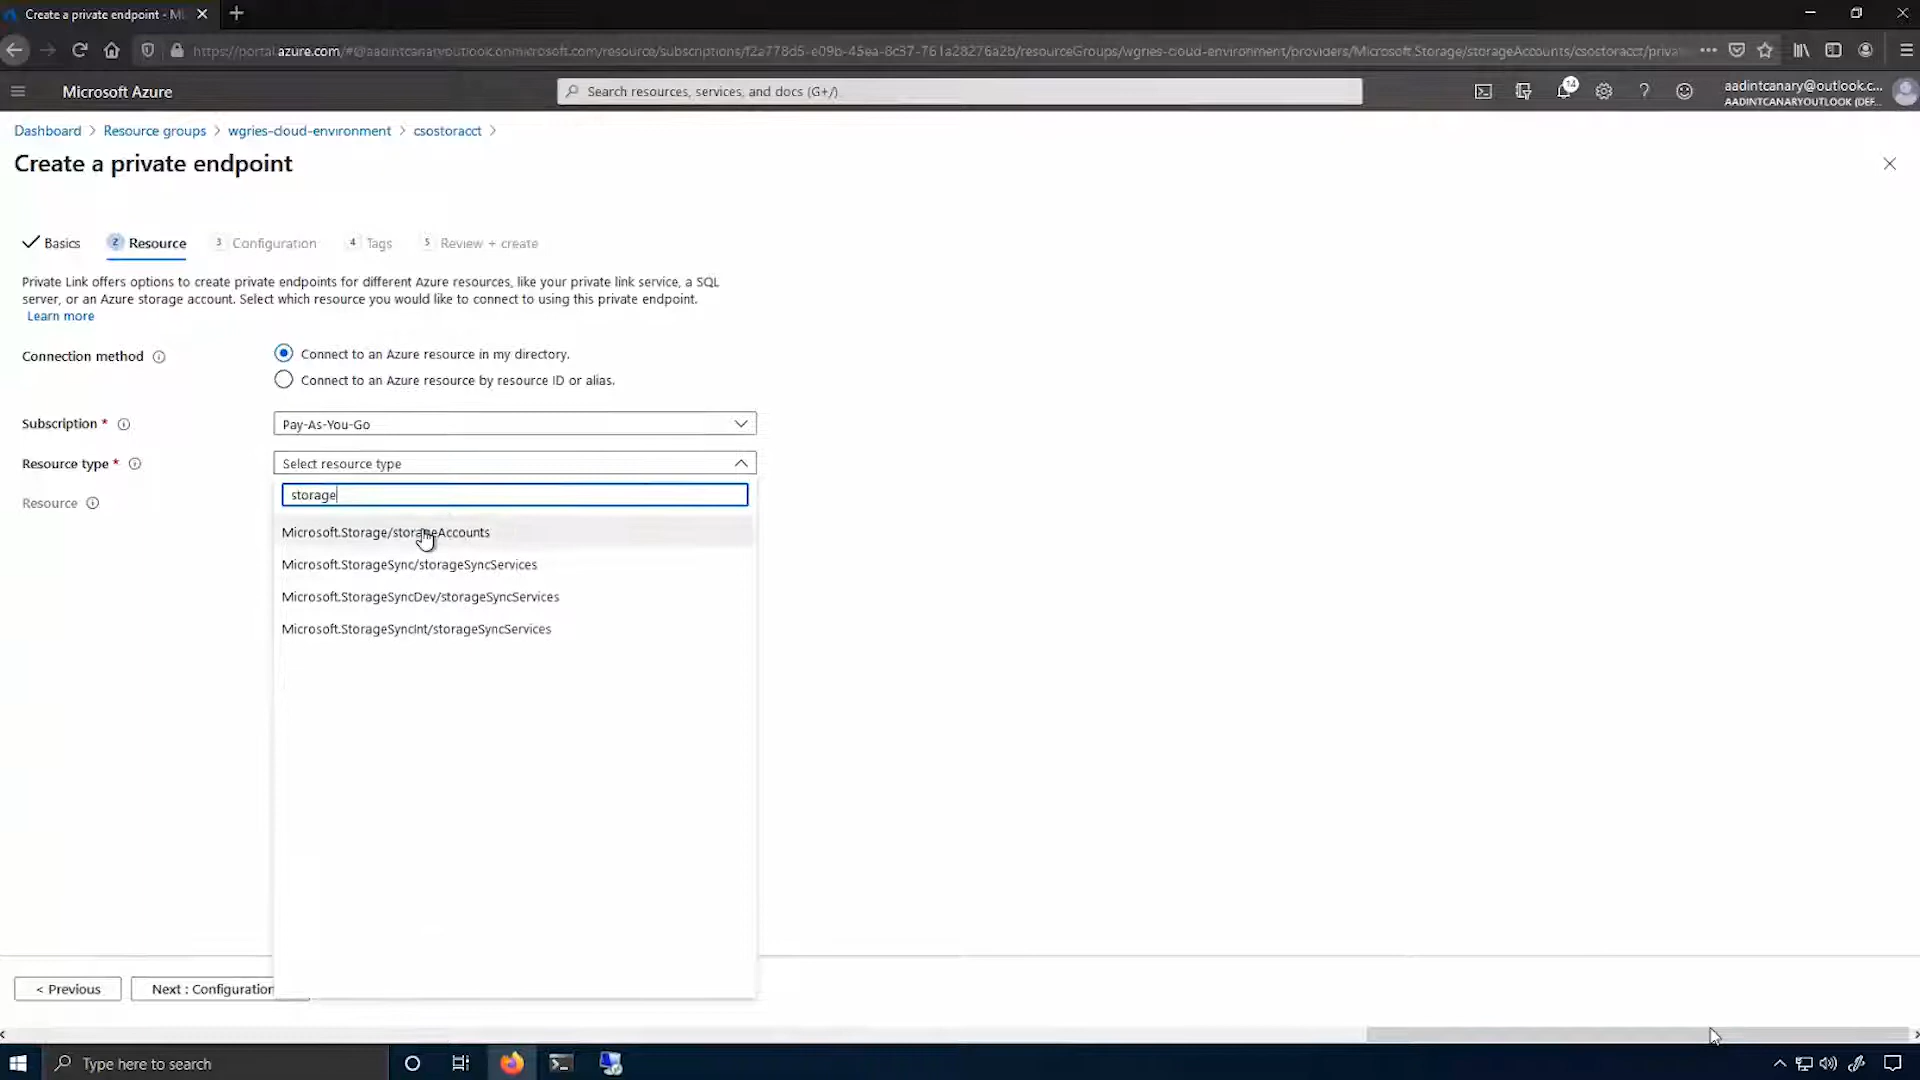 Create a private endpoint - Mi
https://portal.azure.com/#@aadintcanaryoutlook.onmicrosoft.com/resource/subscriptions/f2a778d5-e09b-45ea-8c37-761a28276a2b/resourceGroups/wgries-cloud-environment/providers/Microsoft.Storage/storageAccounts/csostoracct/priva
Microsoft Azure
Search resources, services, and docs (G+/)
14
aadintcanary@outlook.c...
AADINTCANARYOUTLOOK (DEF...
Dashboard > Resource groups > wgries-cloud-environment > csostoracct >
Create a private endpoint
Basics
2 Resource
3 Configuration
4 Tags
5 Review + create
Private Link offers options to create private endpoints for different Azure resources, like your private link service, a SQL
server, or an Azure storage account. Select which resource you would like to connect to using this private endpoint.
Learn more
Connection method
Connect to an Azure resource in my directory.
Connect to an Azure resource by resource ID or alias.
Subscription *
Pay-As-You-Go
Resource type *
Select resource type
Resource
storage
Microsoft.Storage/storageAccounts
Microsoft.StorageSync/storageSyncServices
Microsoft.StorageSyncDev/storageSyncServices
Microsoft.StorageSyncInt/storageSyncServices
< Previous
Next : Configuration
Type here to search